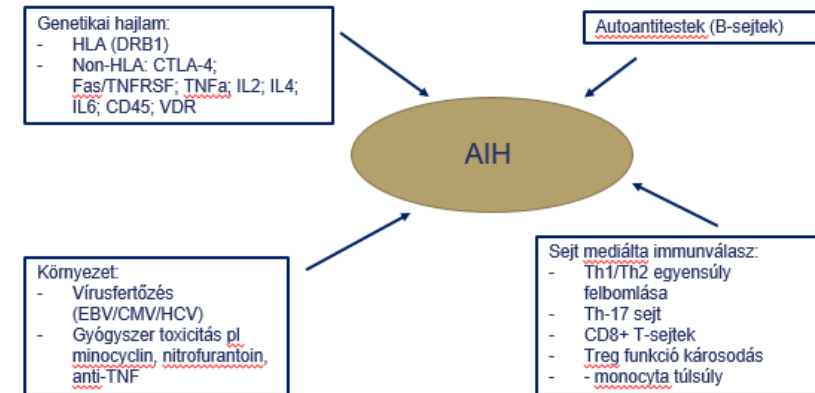 Genetikai hajlam:
- HLA (DRB1)
- Non-HLA: CTLA-4;
Fas/TNFRSF; TNFa; IL2; IL4;
IL6; CD45; VDR
Autoantitestek (B-sejtek)
AIH
Környezet:
- Vírusfertőzés
(EBV/CMV/HCV)
- Gyógyszer toxicitás pl
minocyclin, nitrofurantoin,
anti-TNF
Sejt mediálta immunválasz:
- Th1/Th2 egyensúly
felbomlása
- Th-17 sejt
- CD8+ T-sejtek
- Treg funkció károsodás
- - monocyta túlsúly